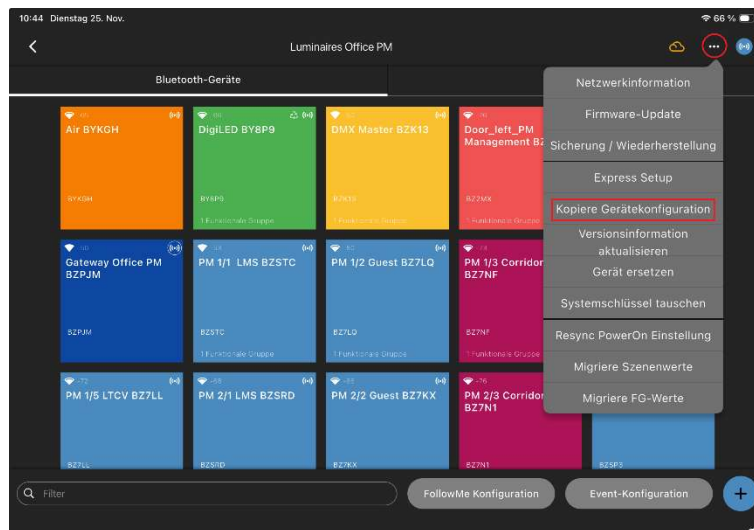 10:44 Dienstag 25. Nov.
66 %
Luminaires Office PM
Bluetooth-Geräte
Netzwerkinformation
Firmware-Update
Sicherung / Wiederherstellung
Express Setup
Kopiere Gerätekonfiguration
Versionsinformation
aktualisieren
Gerät ersetzen
Systemschlüssel tauschen
Resync PowerOn Einstellung
Migriere Szenenwerte
Migriere FG-Werte
Air BYKGH
BYKGH
DigiLED BY8P9
BY8P9
1 Funktionale Gruppe
DMX Master BZK13
BZK13
1 Funktionale Gruppe
Door_left_PM
Management BZ
BZ2MX
1 Funktionale Gruppe
Gateway Office PM
BZPJM
BZPJM
PM 1/1 LMS BZSTC
BZSTC
1 Funktionale Gruppe
PM 1/2 Guest BZ7LQ
BZ7LQ
1 Funktionale Gruppe
PM 1/3 Corridor
BZ7NF
BZ7NF
1 Funktionale Gruppe
-72
PM 1/5 LTCV BZ7LL
BZ7LL
PM 2/1 LMS BZSRD
BZSRD
PM 2/2 Guest BZ7KX
BZ7KX
-76
PM 2/3 Corridor
BZ7N1
BZ7N1
BZSP3
Filter
FollowMe Konfiguration
Event-Konfiguration